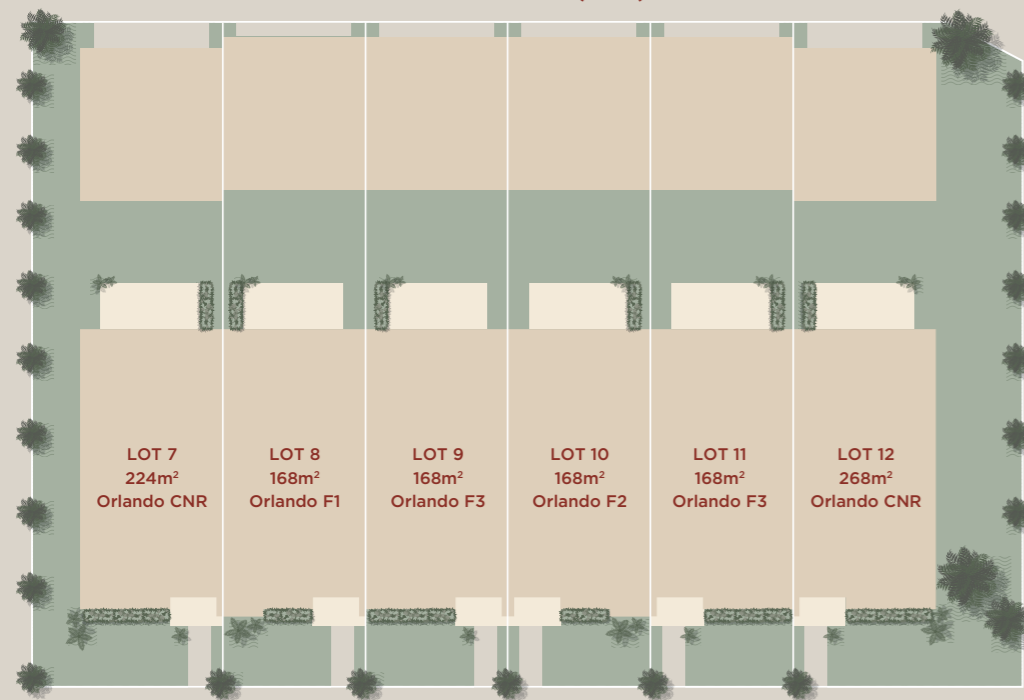 LOT 7
224m²
Orlando CNR
LOT 8
168m²
Orlando F1
LOT 9
168m²
Orlando F3
LOT 10
168m²
Orlando F2
LOT 11
168m²
Orlando F3
LOT 12
268m²
Orlando CNR